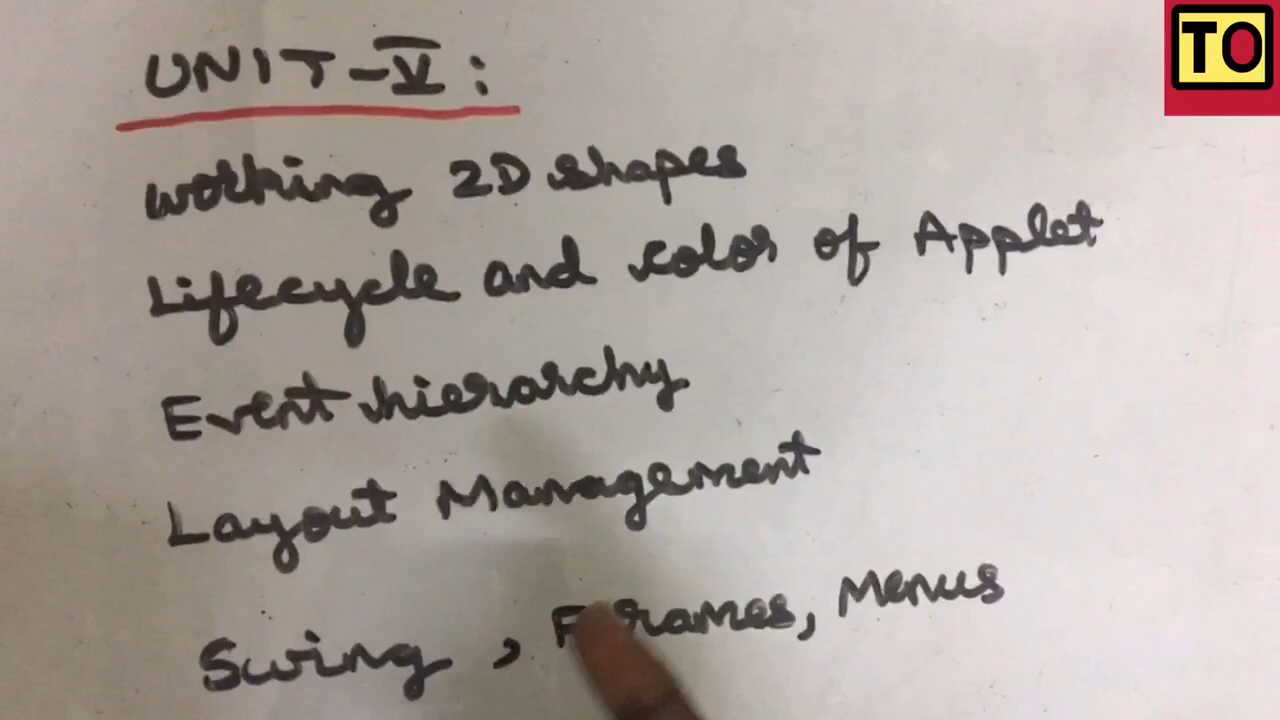 TO
UNIT-V:
working 2D shapes
Lifecycle and color of Applet
Event hierarchy
Layout Management
Swing, Frames, Menus